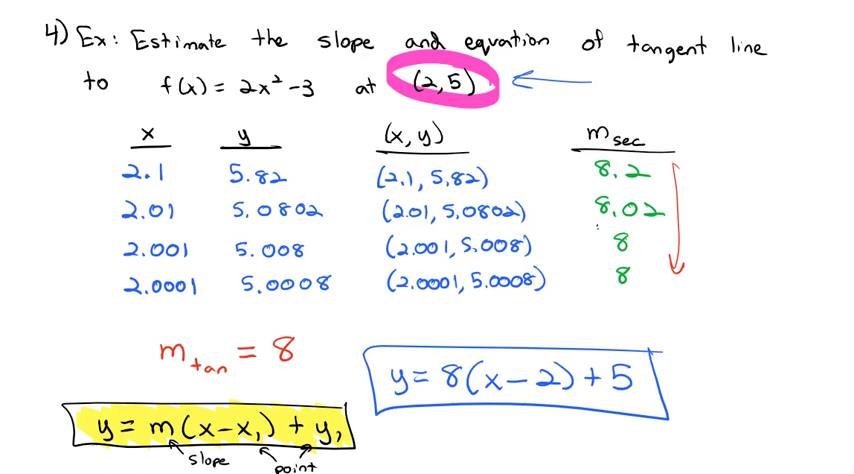 4) Ex: Estimate the slope and equation of tangent line
to f(x) = 2x² - 3 at (2, 5)
x y (x, y) m sec
2.1 5.82 (2.1, 5.82) 8.2
2.01 5.0802 (2.01, 5.0802) 8.02
2.001 5.008 (2.001, 5.008) 8
2.0001 5.0008 (2.0001, 5.0008) 8
m tan = 8
y = 8(x - 2) + 5
y = m(x - x₁) + y₁
slope point